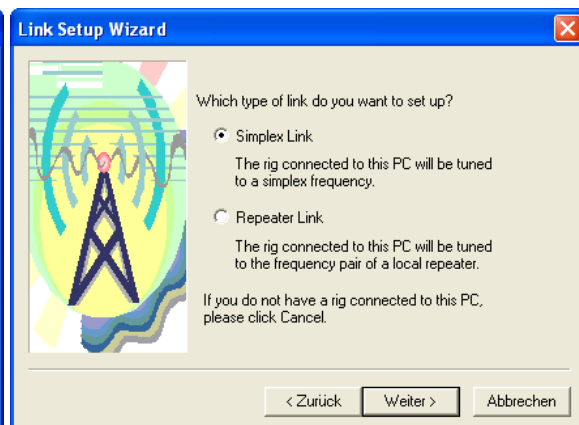 Link Setup Wizard
Which type of link do you want to set up?
Simplex Link
The rig connected to this PC will be tuned
to a simplex frequency.
Repeater Link
The rig connected to this PC will be tuned
to the frequency pair of a local repeater.
If you do not have a rig connected to this PC,
please click Cancel.
< Zurück Weiter > Abbrechen